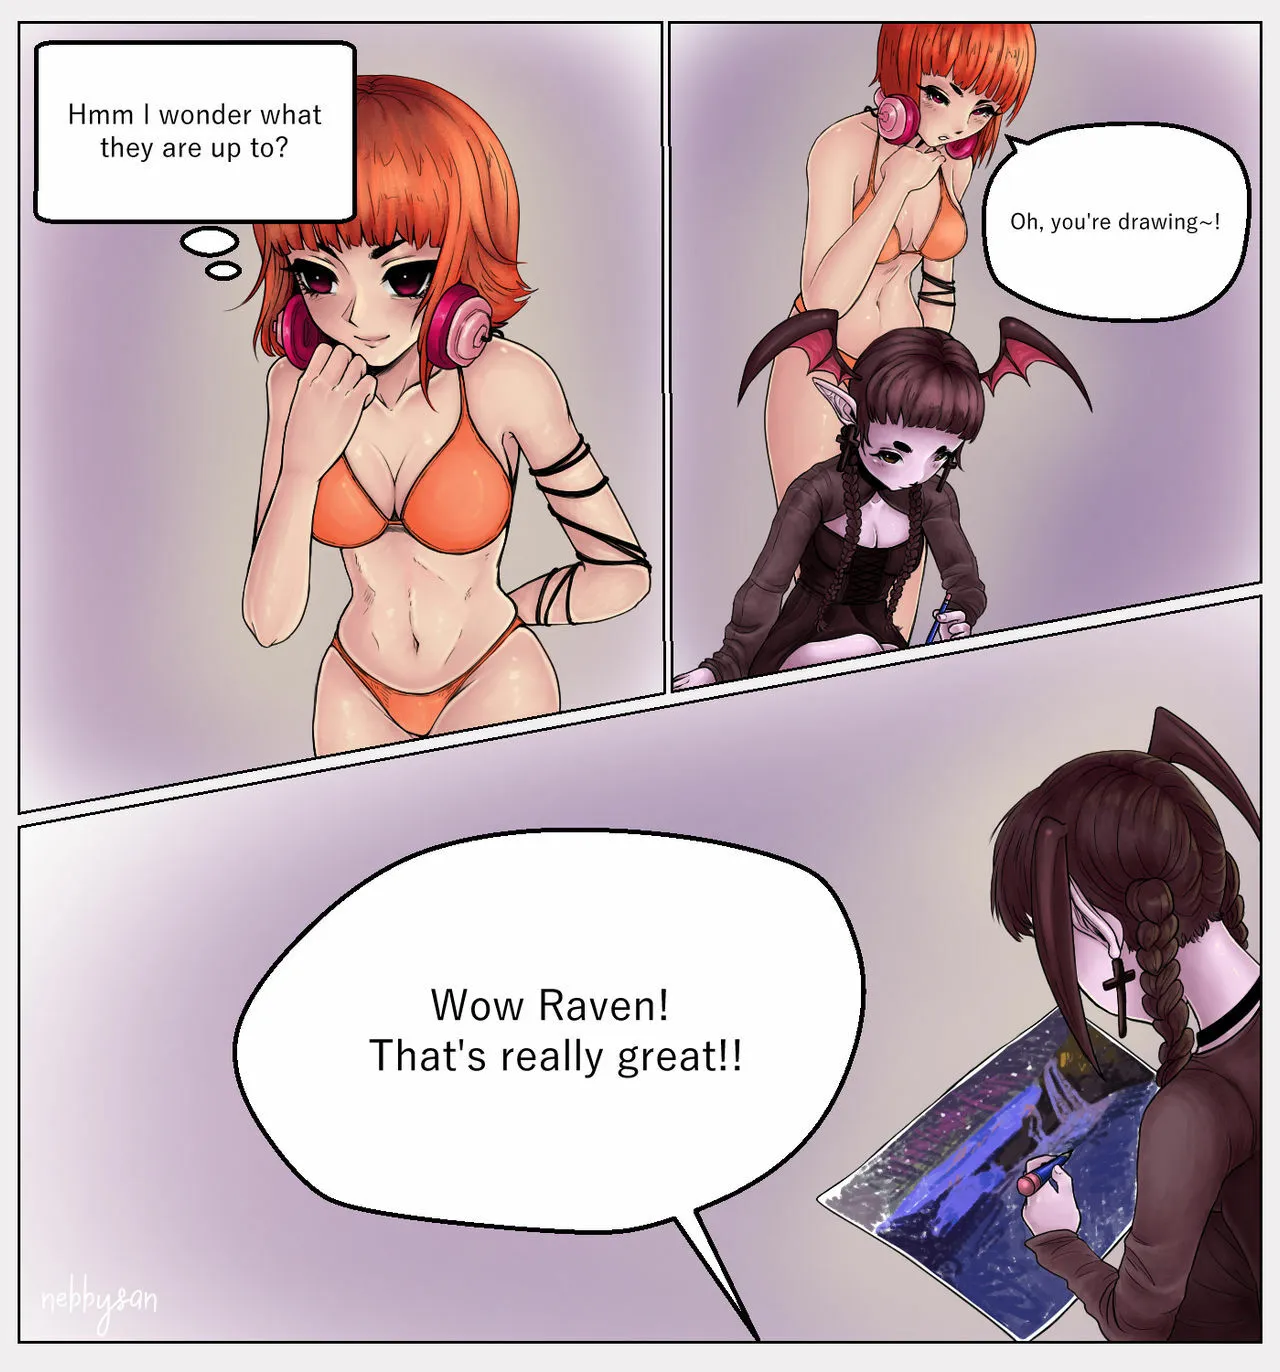 Hmm I wonder what
they are up to?
Oh, you're drawing~!
Wow Raven!
That's really great!!
nebbysan